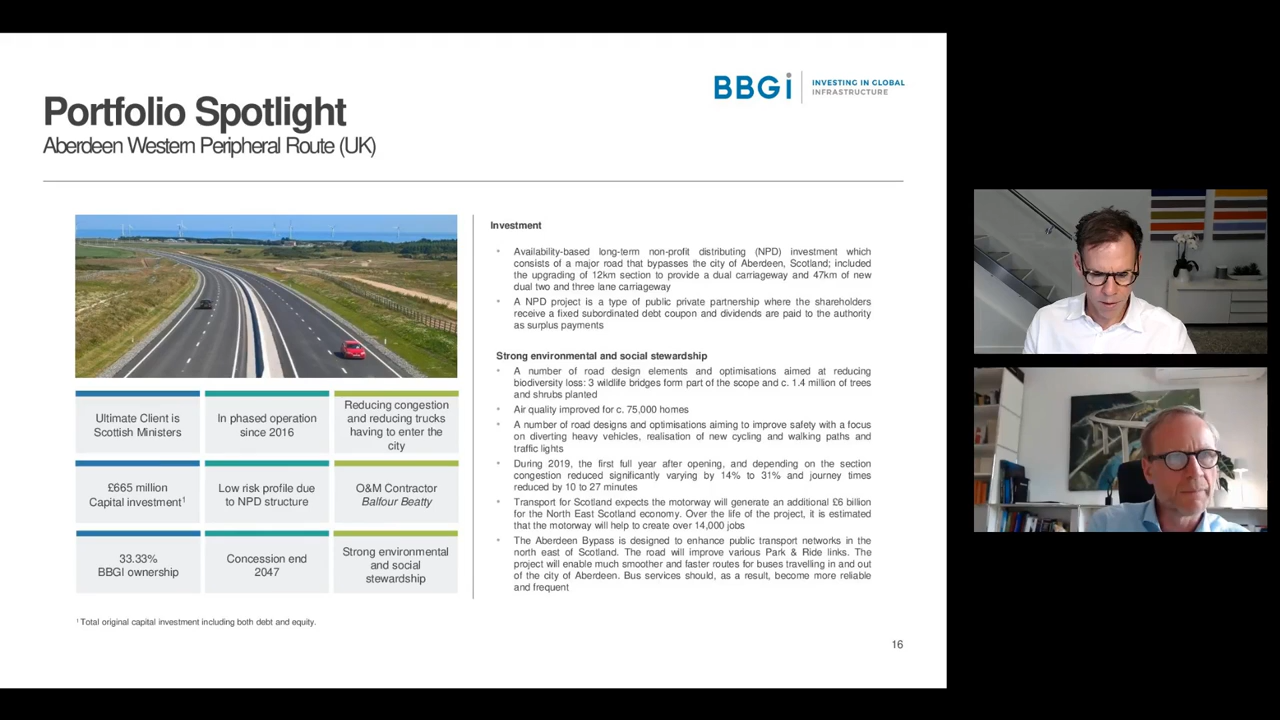 Portfolio Spotlight
Aberdeen Western Peripheral Route (UK)
BBGi
INVESTING IN GLOBAL
INFRASTRUCTURE
Ultimate Client is
Scottish Ministers
In phased operation
since 2016
Reducing congestion
and reducing trucks
having to enter the
city
£665 million
Capital investment¹
Low risk profile due
to NPD structure
O&M Contractor
Balfour Beatty
33.33%
BBGI ownership
Concession end
2047
Strong environmental
and social
stewardship
¹ Total original capital investment including both debt and equity.
Investment
• Availability-based long-term non-profit distributing (NPD) investment which
consists of a major road that bypasses the city of Aberdeen, Scotland; included
the upgrading of 12km section to provide a dual carriageway and 47km of new
dual two and three lane carriageway
• A NPD project is a type of public private partnership where the shareholders
receive a fixed subordinated debt coupon and dividends are paid to the authority
as surplus payments
Strong environmental and social stewardship
• A number of road design elements and optimisations aimed at reducing
biodiversity loss: 3 wildlife bridges form part of the scope and c. 1.4 million of trees
and shrubs planted
• Air quality improved for c. 75,000 homes
• A number of road designs and optimisations aiming to improve safety with a focus
on diverting heavy vehicles, realisation of new cycling and walking paths and
traffic lights
• During 2019, the first full year after opening, and depending on the section
congestion reduced significantly varying by 14% to 31% and journey times
reduced by 10 to 27 minutes
• Transport for Scotland expects the motorway will generate an additional £6 billion
for the North East Scotland economy. Over the life of the project, it is estimated
that the motorway will help to create over 14,000 jobs
• The Aberdeen Bypass is designed to enhance public transport networks in the
north east of Scotland. The road will improve various Park & Ride links. The
project will enable much smoother and faster routes for buses travelling in and out
of the city of Aberdeen. Bus services should, as a result, become more reliable
and frequent
16